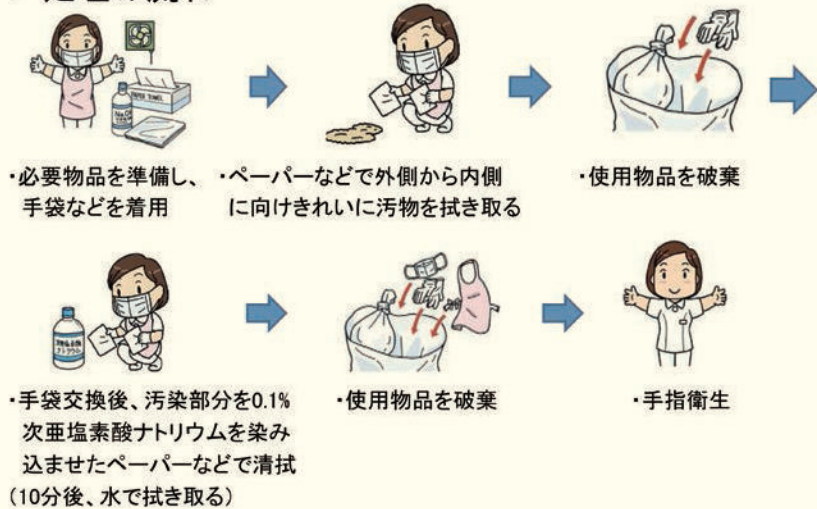 PAPER TOWEL
・必要物品を準備し、
手袋などを着用
・ペーパーなどで外側から内側
に向けきれいに汚物を拭き取る
・使用物品を破棄
・手袋交換後、汚染部分を0.1%
次亜塩素酸ナトリウムを染み
込ませたペーパーなどで清拭
(10分後、水で拭き取る)
・使用物品を破棄
・手指衛生